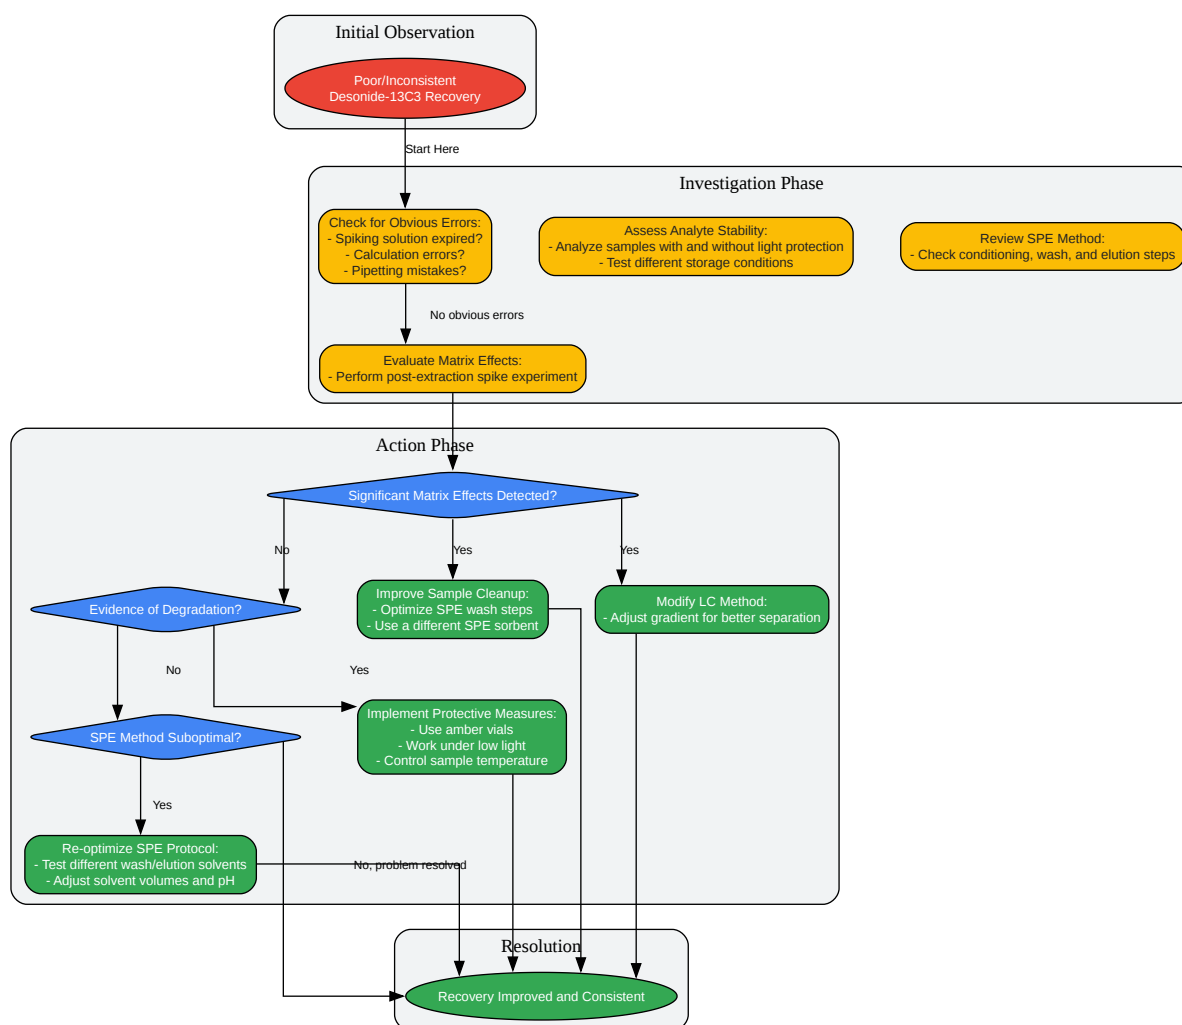 Initial Observation
Poor/Inconsistent
Desonide-13C3 Recovery
Start Here
Investigation Phase
Check for Obvious Errors:
- Spiking solution expired?
- Calculation errors?
- Pipetting mistakes?
Assess Analyte Stability:
- Analyze samples with and without light protection
- Test different storage conditions
Review SPE Method:
- Check conditioning, wash, and elution steps
No obvious errors
Evaluate Matrix Effects:
- Perform post-extraction spike experiment
Action Phase
Significant Matrix Effects Detected?
No
Yes
Yes
Evidence of Degradation?
Improve Sample Cleanup:
- Optimize SPE wash steps
- Use a different SPE sorbent
Modify LC Method:
- Adjust gradient for better separation
No
Yes
SPE Method Suboptimal?
Implement Protective Measures:
- Use amber vials
- Work under low light
- Control sample temperature
Yes
Re-optimize SPE Protocol:
- Test different wash/elution solvents
- Adjust solvent volumes and pH
No, problem resolved
Resolution
Recovery Improved and Consistent